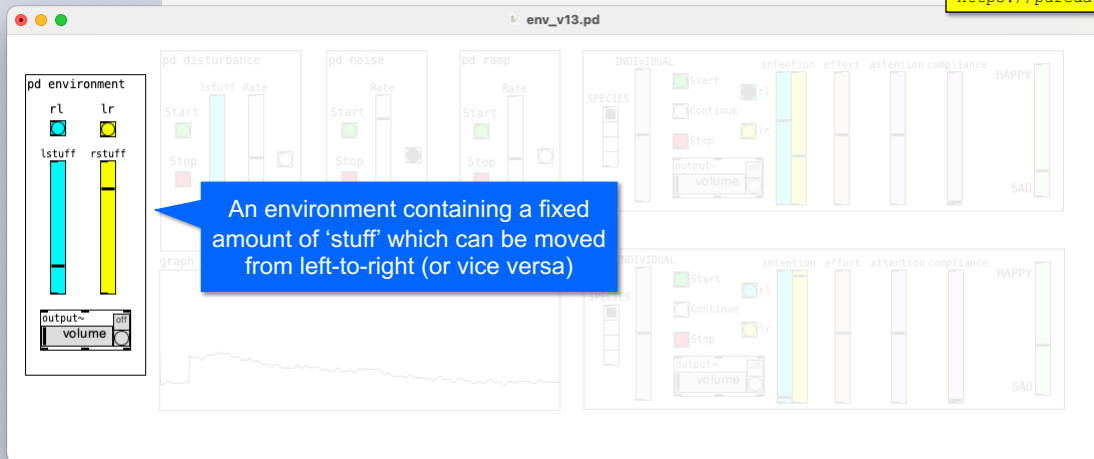 https://pureda
env_v13.pd
pd environment
rl lr
lstuff rstuff
output~ off
volume
pd disturbance
lstuff Rate
Start
Stop
pd noise
Rate
Start
Stop
pd ramp
Rate
Start
Stop
An environment containing a fixed
amount of ‘stuff’ which can be moved
from left-to-right (or vice versa)
graph
INDIVIDUAL intention effort attention compliance
HAPPY
SPECIES
Start
rl
Continue
lr
Stop
output~ off
volume
SAD
INDIVIDUAL intention effort attention compliance
HAPPY
SPECIES
Start
rl
Continue
lr
Stop
output~ off
volume
SAD